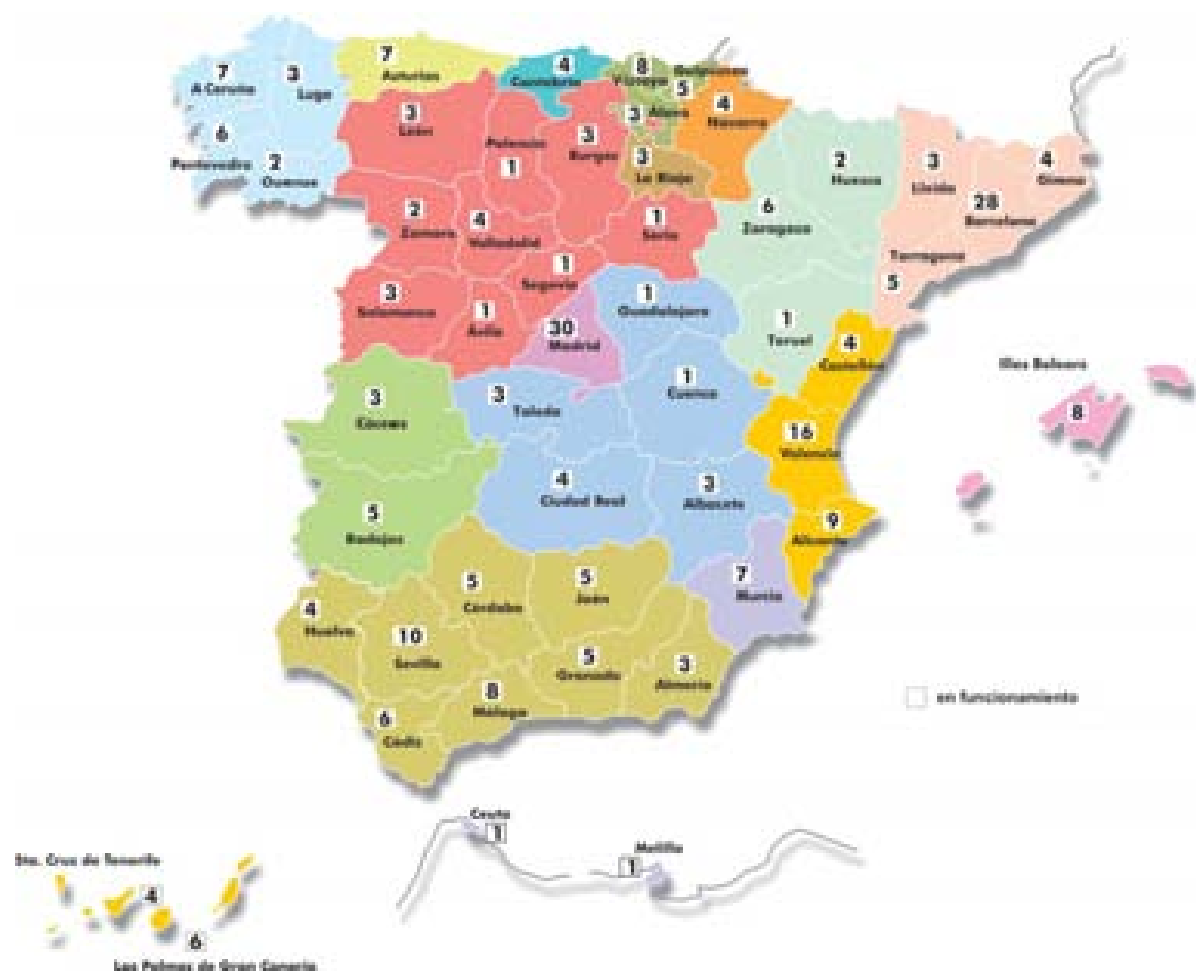 7
A Coruña
3
Lugo
6
Pontevedra
2
Ourense
7
Asturias
4
Cantabria
8
Vizcaya
Guipúzcoa
5
3
Alava
4
Navarra
3
La Rioja
3
León
Palencia
1
3
Burgos
2
Zamora
4
Valladolid
1
Soria
1
Segovia
3
Salamanca
1
Avila
30
Madrid
6
Zaragoza
2
Huesca
1
Teruel
3
Lleida
4
Girona
28
Barcelona
Tarragona
5
1
Guadalajara
1
Cuenca
3
Toledo
4
Ciudad Real
3
Albacete
4
Castellón
16
Valencia
9
Alicante
Illes Balears
8
3
Cáceres
5
Badajoz
7
Murcia
4
Huelva
10
Sevilla
5
Córdoba
5
Jaén
5
Granada
3
Almería
8
Málaga
6
Cádiz
en funcionamiento
Ceuta
1
Melilla
1
Sta. Cruz de Tenerife
4
6
Las Palmas de Gran Canaria